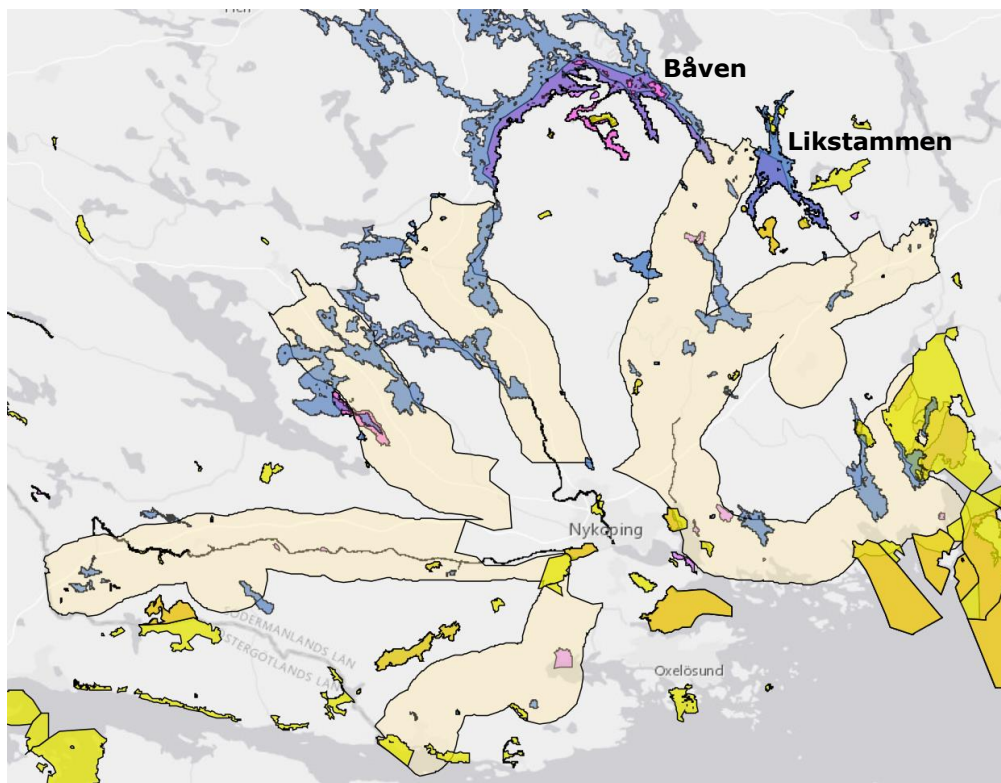 Båven
Likstammen
Nyköping
SÖDERMANLANDS LÄN
ÖSTERGÖTLANDS LÄN
Oxelösund